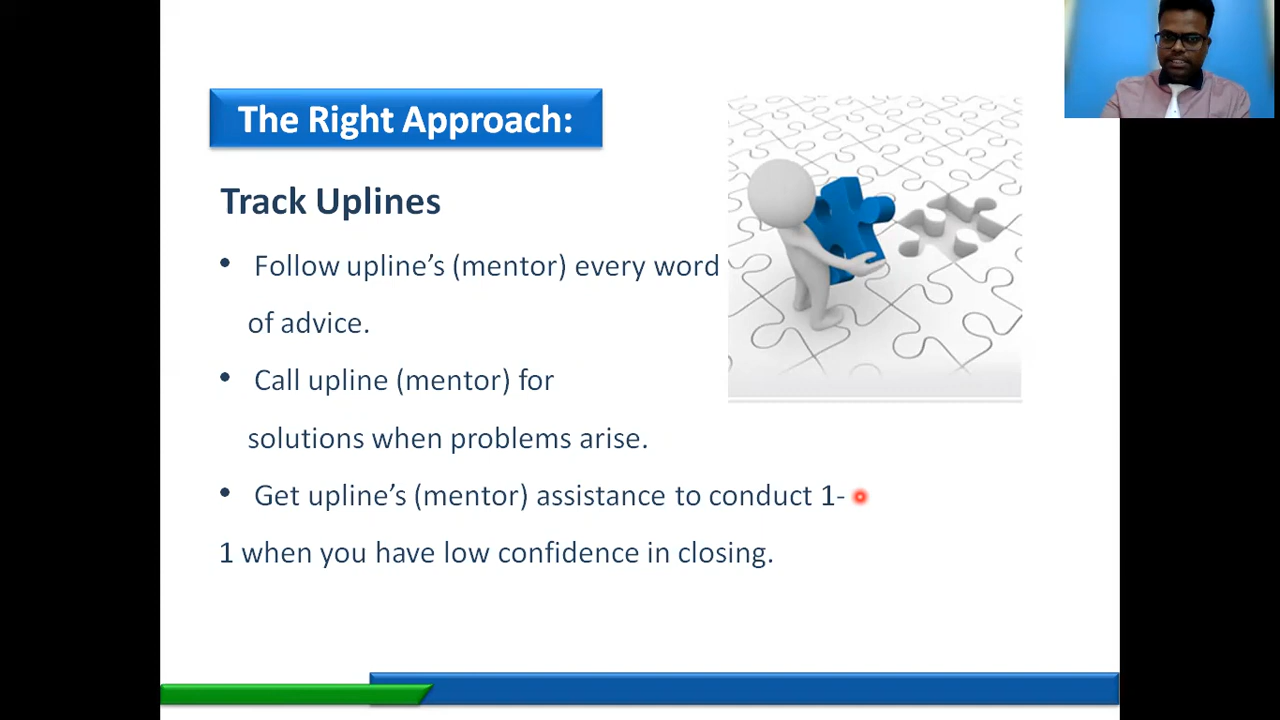 The Right Approach:
Track Uplines
• Follow upline's (mentor) every word
of advice.
• Call upline (mentor) for
solutions when problems arise.
• Get upline's (mentor) assistance to conduct 1-
1 when you have low confidence in closing.